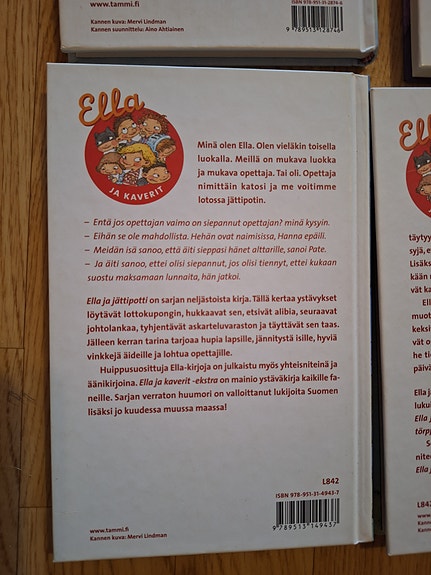 www.tammi.fi
Kannen kuva: Mervi Lindman
Kannen suunnittelu: Aino Ahtiainen
ISBN 978-951-31-2874-6
9 789513 128746
Ella
JA KAVERIT
Minä olen Ella. Olen vieläkin toisella
luokalla. Meillä on mukava luokka
ja mukava opettaja. Tai oli. Opettaja
nimittäin katosi ja me voitimme
lotossa jättipotin.
– Entä jos opettajan vaimo on siepannut opettajan? minä kysyin.
– Eihän se ole mahdollista. Hehän ovat naimisissa, Hanna epäili.
– Meidän isä sanoo, että äiti sieppasi hänet alttarille, sanoi Pate.
– Ja äiti sanoo, ettei olisi siepannut, jos olisi tiennyt, ettei kukaan
suostu maksamaan lunnaita, hän jatkoi.
Ella ja jättipotti on sarjan neljästoista kirja. Tällä kertaa ystävykset
löytävät lottokupongin, hukkaavat sen, etsivät alibia, seuraavat
johtolankaa, tyhjentävät askarteluvaraston ja täyttävät sen taas.
Jälleen kerran tarina tarjoaa hupia lapsille, jännitystä isille, hyviä
vinkkejä äideille ja lohtua opettajille.
Huippusuosittuja Ella-kirjoja on julkaistu myös yhteisniteinä ja
äänikirjoina. Ella ja kaverit -ekstra on mainio ystäväkirja kaikille fa-
neille. Sarjan verraton huumori on valloittanut lukijoita Suomen
lisäksi jo kuudessa muussa maassa!
L842
ISBN 978-951-31-4943-7
9 789513 149437
www.tammi.fi
Kannen kuva: Mervi Lindman